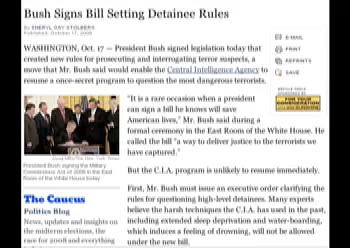 Bush Signs Bill Setting Detainee Rules
By SHERYL GAY STOLBERG
Published: October 17, 2006
WASHINGTON, Oct. 17 — President Bush signed legislation today that
created new rules for prosecuting and interrogating terror suspects, a
move that Mr. Bush said would enable the Central Intelligence Agency to
resume a once-secret program to question the most dangerous terrorists.
E-MAIL
PRINT
REPRINTS
SAVE
"It is a rare occasion when a president
can sign a bill he knows will save
American lives," Mr. Bush said during a
formal ceremony in the East Room of the White House. He
called the bill "a way to deliver justice to the terrorists we
have captured."
The New York Times
President Bush signing the Military
Commissions Act of 2006 in the East
Room of the White House today
But the C.I.A. program is unlikely to resume immediately.
The Caucus
Politics Blog
News, updates and insights on
the midterm elections, the
race for 2008 and everything
First, Mr. Bush must issue an executive order clarifying the
rules for questioning high-level detainees. Many experts
believe the harsh techniques the C.I.A. has used in the past,
including extended sleep deprivation and water-boarding,
which induces a feeling of drowning, will not be allowed
under the new bill.